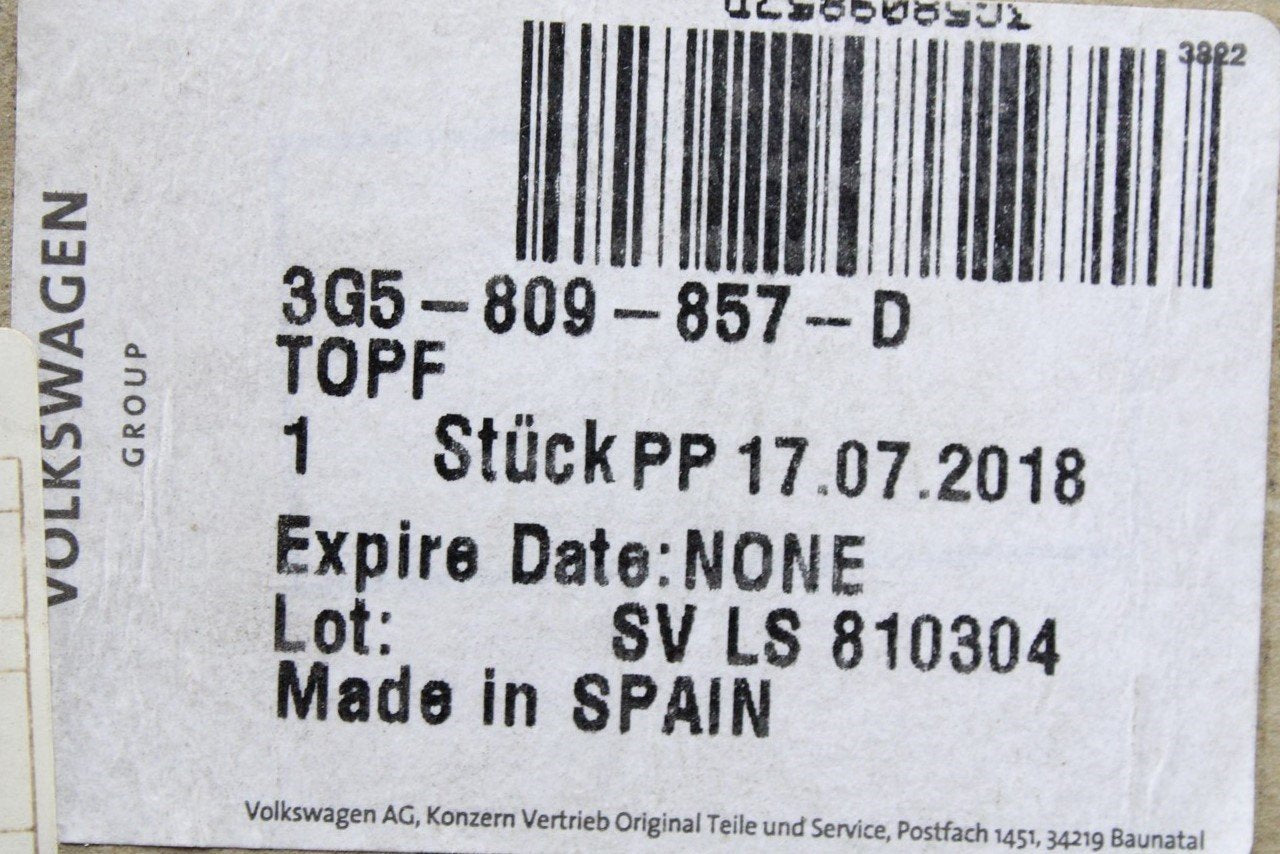 3822
3G5-809-857-D
TOPF
1 Stück PP 17.07.2018
Expire Date:NONE
Lot: SV LS 810304
Made in SPAIN
Volkswagen AG, Konzern Vertrieb Original Teile und Service, Postfach 1451, 34219 Baunatal
VOLKSWAGEN
GROUP